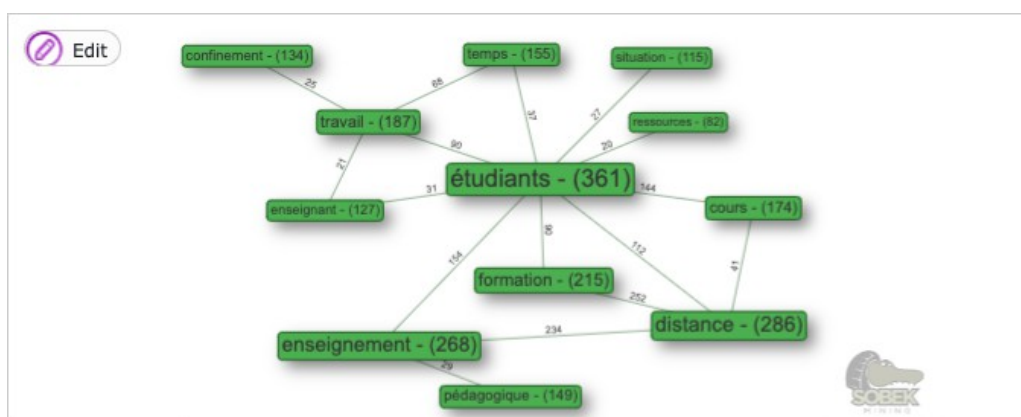 Edit
confinement - (134)
temps - (155)
situation - (115)
25
68
37
27
travail - (187)
ressources - (82)
90
20
21
étudiants - (361)
31
144
enseignant - (127)
cours - (174)
154
90
112
41
formation - (215)
252
distance - (286)
234
enseignement - (268)
29
pédagogique - (149)
SOBEK
MINING